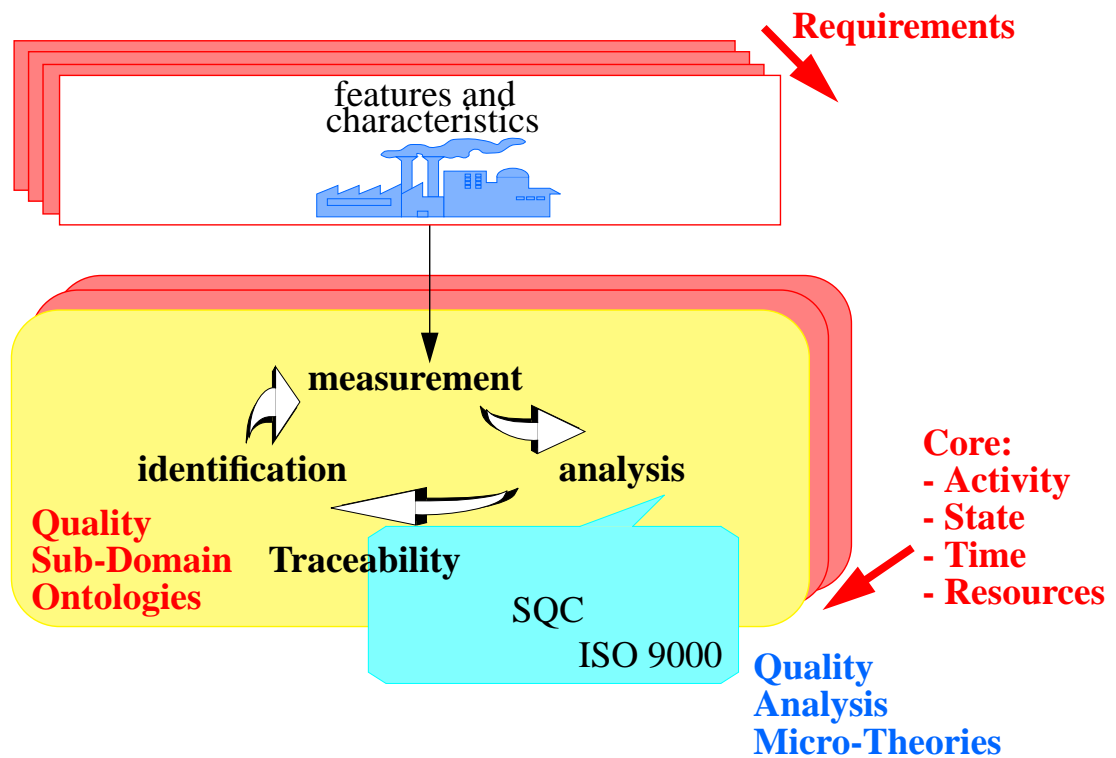 Requirements
features and
characteristics
measurement
identification
analysis
Quality
Sub-Domain
Ontologies
Traceability
Core:
- Activity
- State
- Time
- Resources
SQC
ISO 9000
Quality
Analysis
Micro-Theories